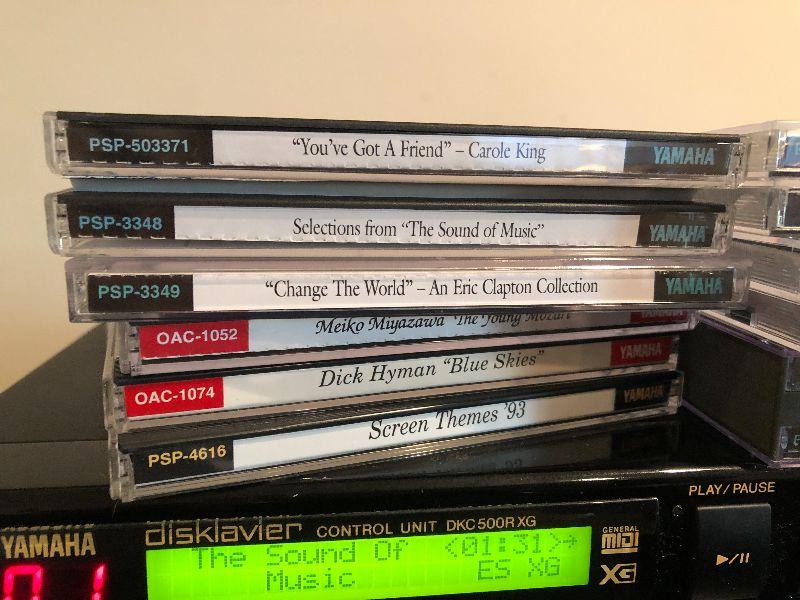 PSP-503371 "You've Got A Friend" – Carole King YAMAHA
PSP-3348 Selections from "The Sound of Music" YAMAHA
PSP-3349 "Change The World" – An Eric Clapton Collection YAMAHA
OAC-1052 Meiko Miyazawa The Young Mozart YAMAHA
OAC-1074 Dick Hyman "Blue Skies" YAMAHA
PSP-4616 Screen Themes '93 YAMAHA
YAMAHA disklavier CONTROL UNIT DKC500RXG
PLAY/PAUSE
GENERAL
MIDI
XG
01
The Sound Of <01:31>→
Music ES XG